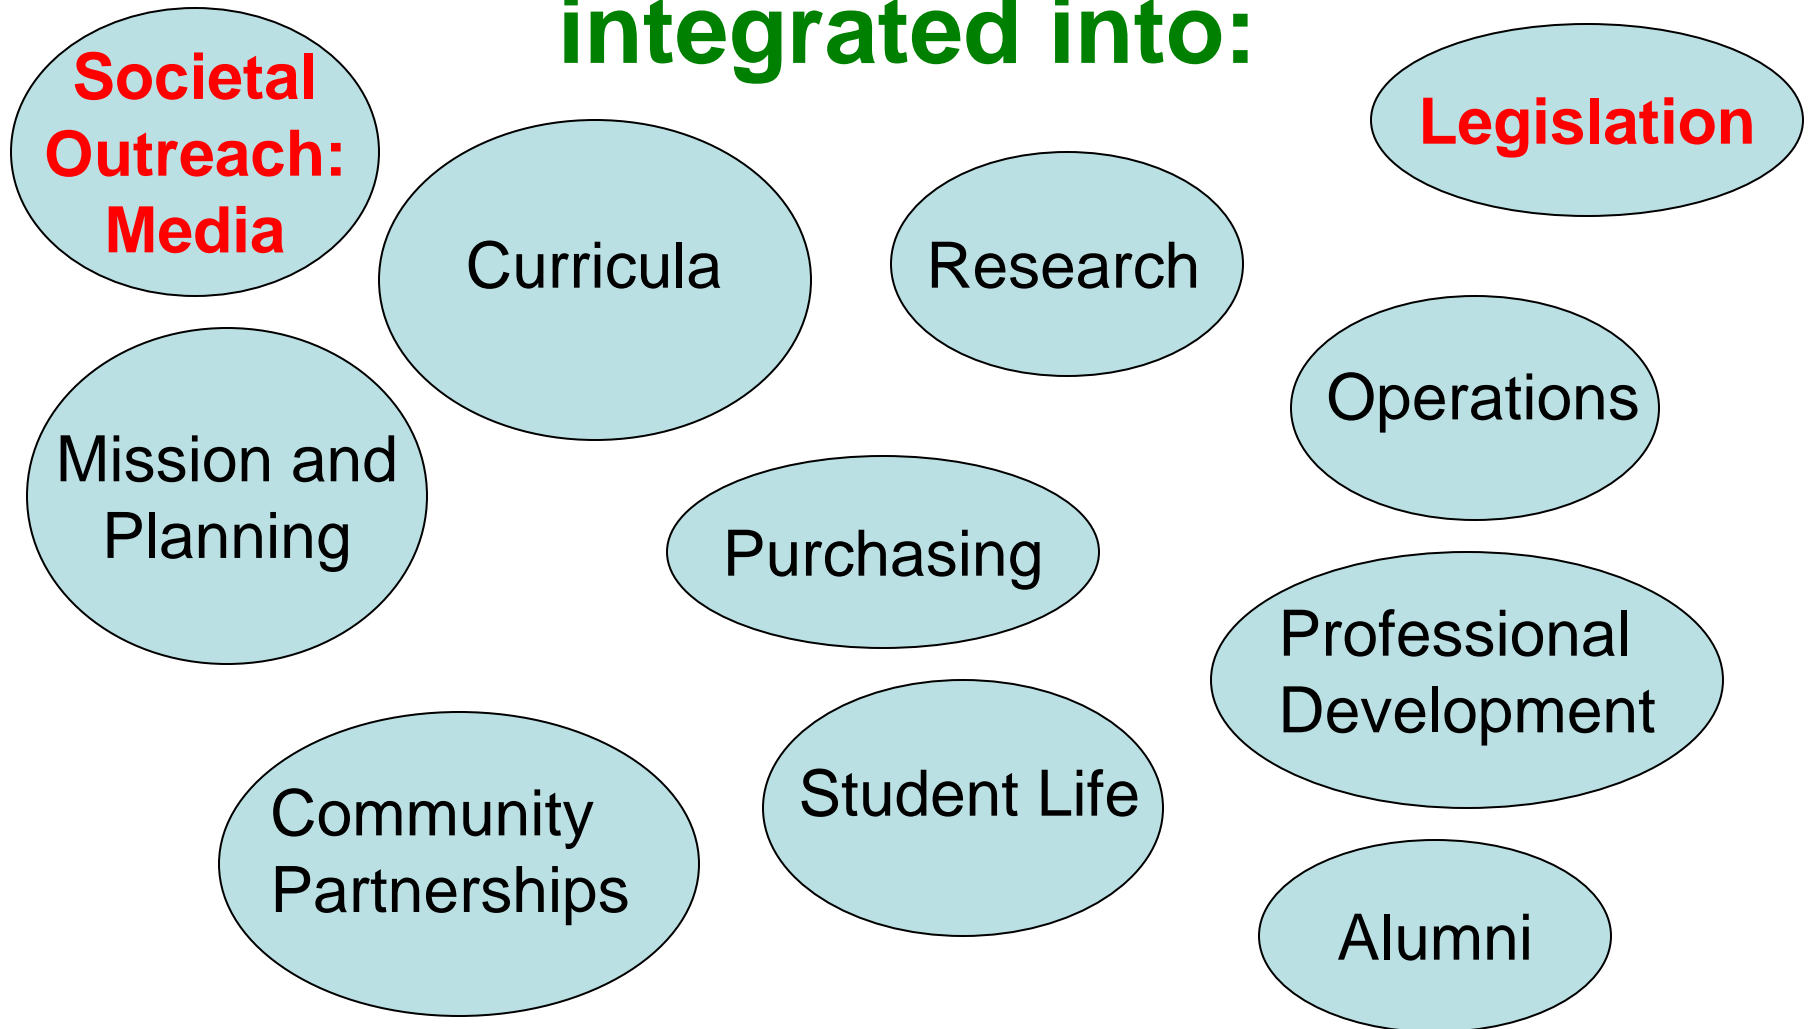 integrated into:
Societal
Outreach:
Media
Legislation
Curricula
Research
Operations
Mission and
Planning
Purchasing
Professional
Development
Student Life
Community
Partnerships
Alumni